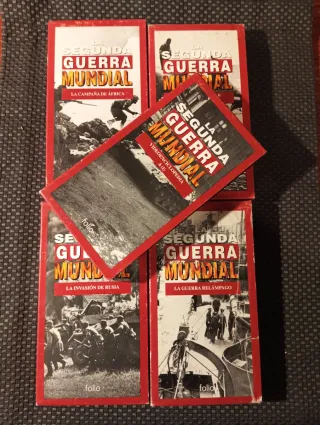 LA
SEGUNDA
GUERRA
MUNDIAL
LA CAMPAÑA DE ÁFRICA
SEGUNDA
GUERRA
MUNDIAL
LA
SEGUNDA
GUERRA
MUNDIAL
folio
SEGUNDA
GUERRA
MUNDIAL
LA INVASIÓN DE RUSIA
folio
SEGUNDA
GUERRA
MUNDIAL
LA GUERRA RELÁMPAGO
folio